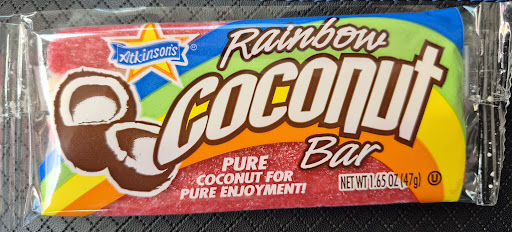 Atkinson's®
Rainbow
Coconut
Bar
PURE
COCONUT FOR
PURE ENJOYMENT!
NET WT 1.65 OZ (47g) U